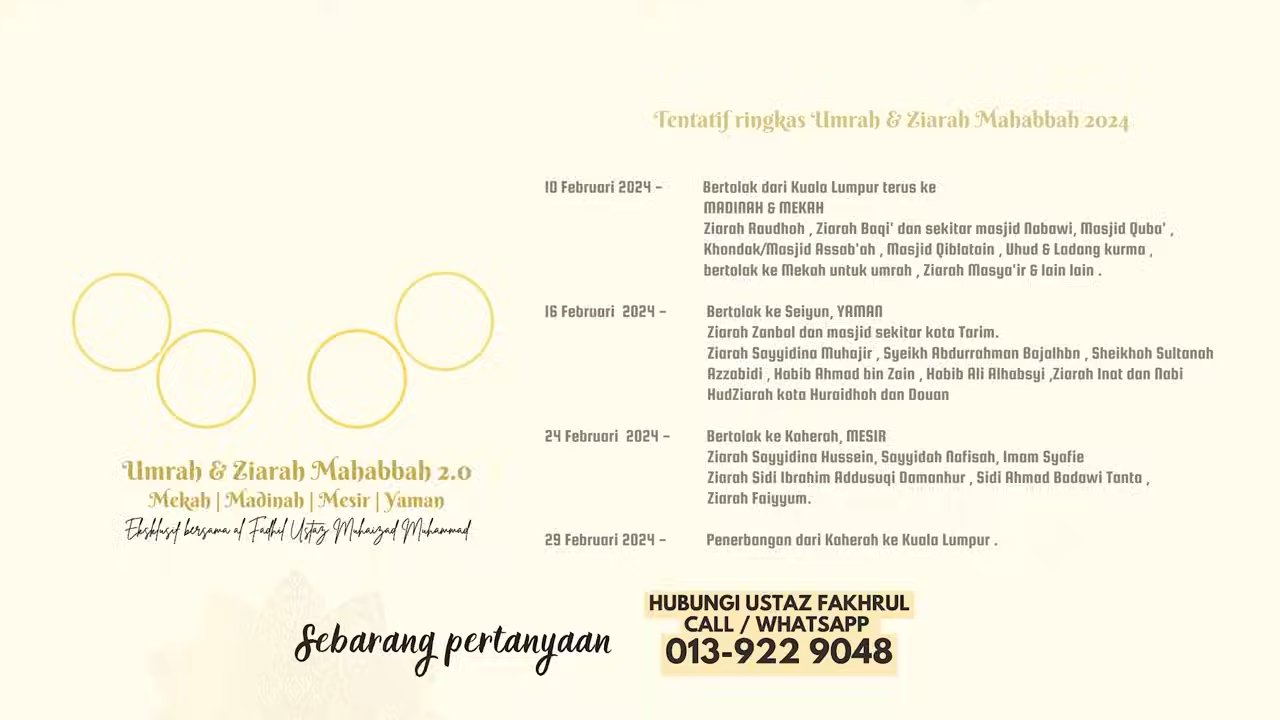 Tentatif ringkas Umrah & Ziarah Mahabbah 2024
10 Februari 2024 - Bertolak dari Kuala Lumpur terus ke
MADINAH & MEKAH
Ziarah Raudhoh , Ziarah Baqi' dan sekitar masjid Nabawi, Masjid Quba' ,
Khondak/Masjid Assab'ah , Masjid Qiblatain , Uhud & Ladang kurma ,
bertolak ke Mekah untuk umrah , Ziarah Masya'ir & lain lain .
16 Februari 2024 - Bertolak ke Seiyun, YAMAN
Ziarah Zanbal dan masjid sekitar kota Tarim.
Ziarah Sayyidina Muhajir , Syeikh Abdurrahman Bajalhbn , Sheikhoh Sultanah
Azzabidi , Habib Ahmad bin Zain , Habib Ali Alhabsyi ,Ziarah Inat dan Nabi
HudZiarah kota Huraidhoh dan Douan
24 Februari 2024 - Bertolak ke Kaherah, MESIR
Ziarah Sayyidina Hussein, Sayyidah Nafisah, Imam Syafie
Ziarah Sidi Ibrahim Addusuqi Damanhur , Sidi Ahmad Badawi Tanta ,
Ziarah Faiyyum.
29 Februari 2024 - Penerbangan dari Kaherah ke Kuala Lumpur .
Umrah & Ziarah Mahabbah 2.0
Mekah | Madinah | Mesir | Yaman
Eksklusif bersama al Fadhil Ustaz Muhaizad Muhammad
Sebarang pertanyaan
HUBUNGI USTAZ FAKHRUL
CALL / WHATSAPP
013-922 9048